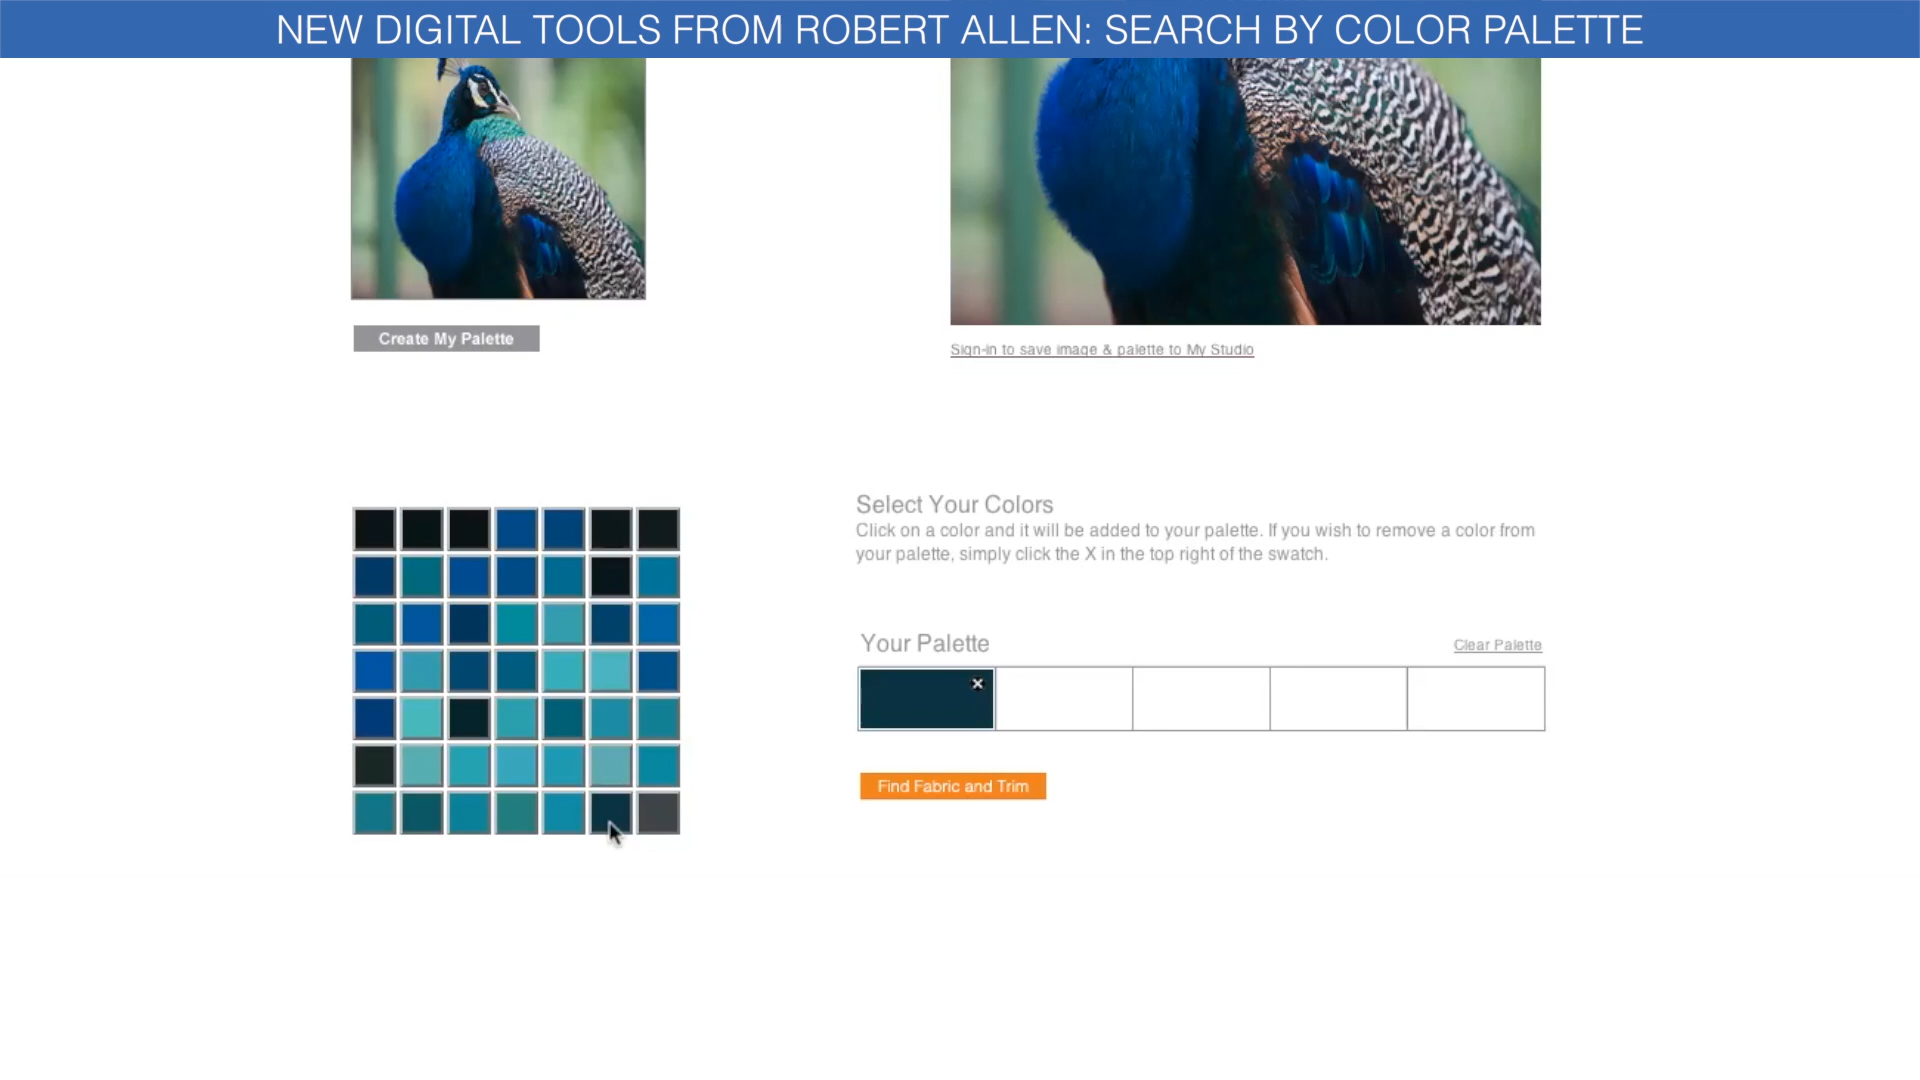 NEW DIGITAL TOOLS FROM ROBERT ALLEN: SEARCH BY COLOR PALETTE
Create My Palette
Sign-in to save image & palette to My Studio
Select Your Colors
Click on a color and it will be added to your palette. If you wish to remove a color from
your palette, simply click the X in the top right of the swatch.
Your Palette
Clear Palette
Find Fabric and Trim